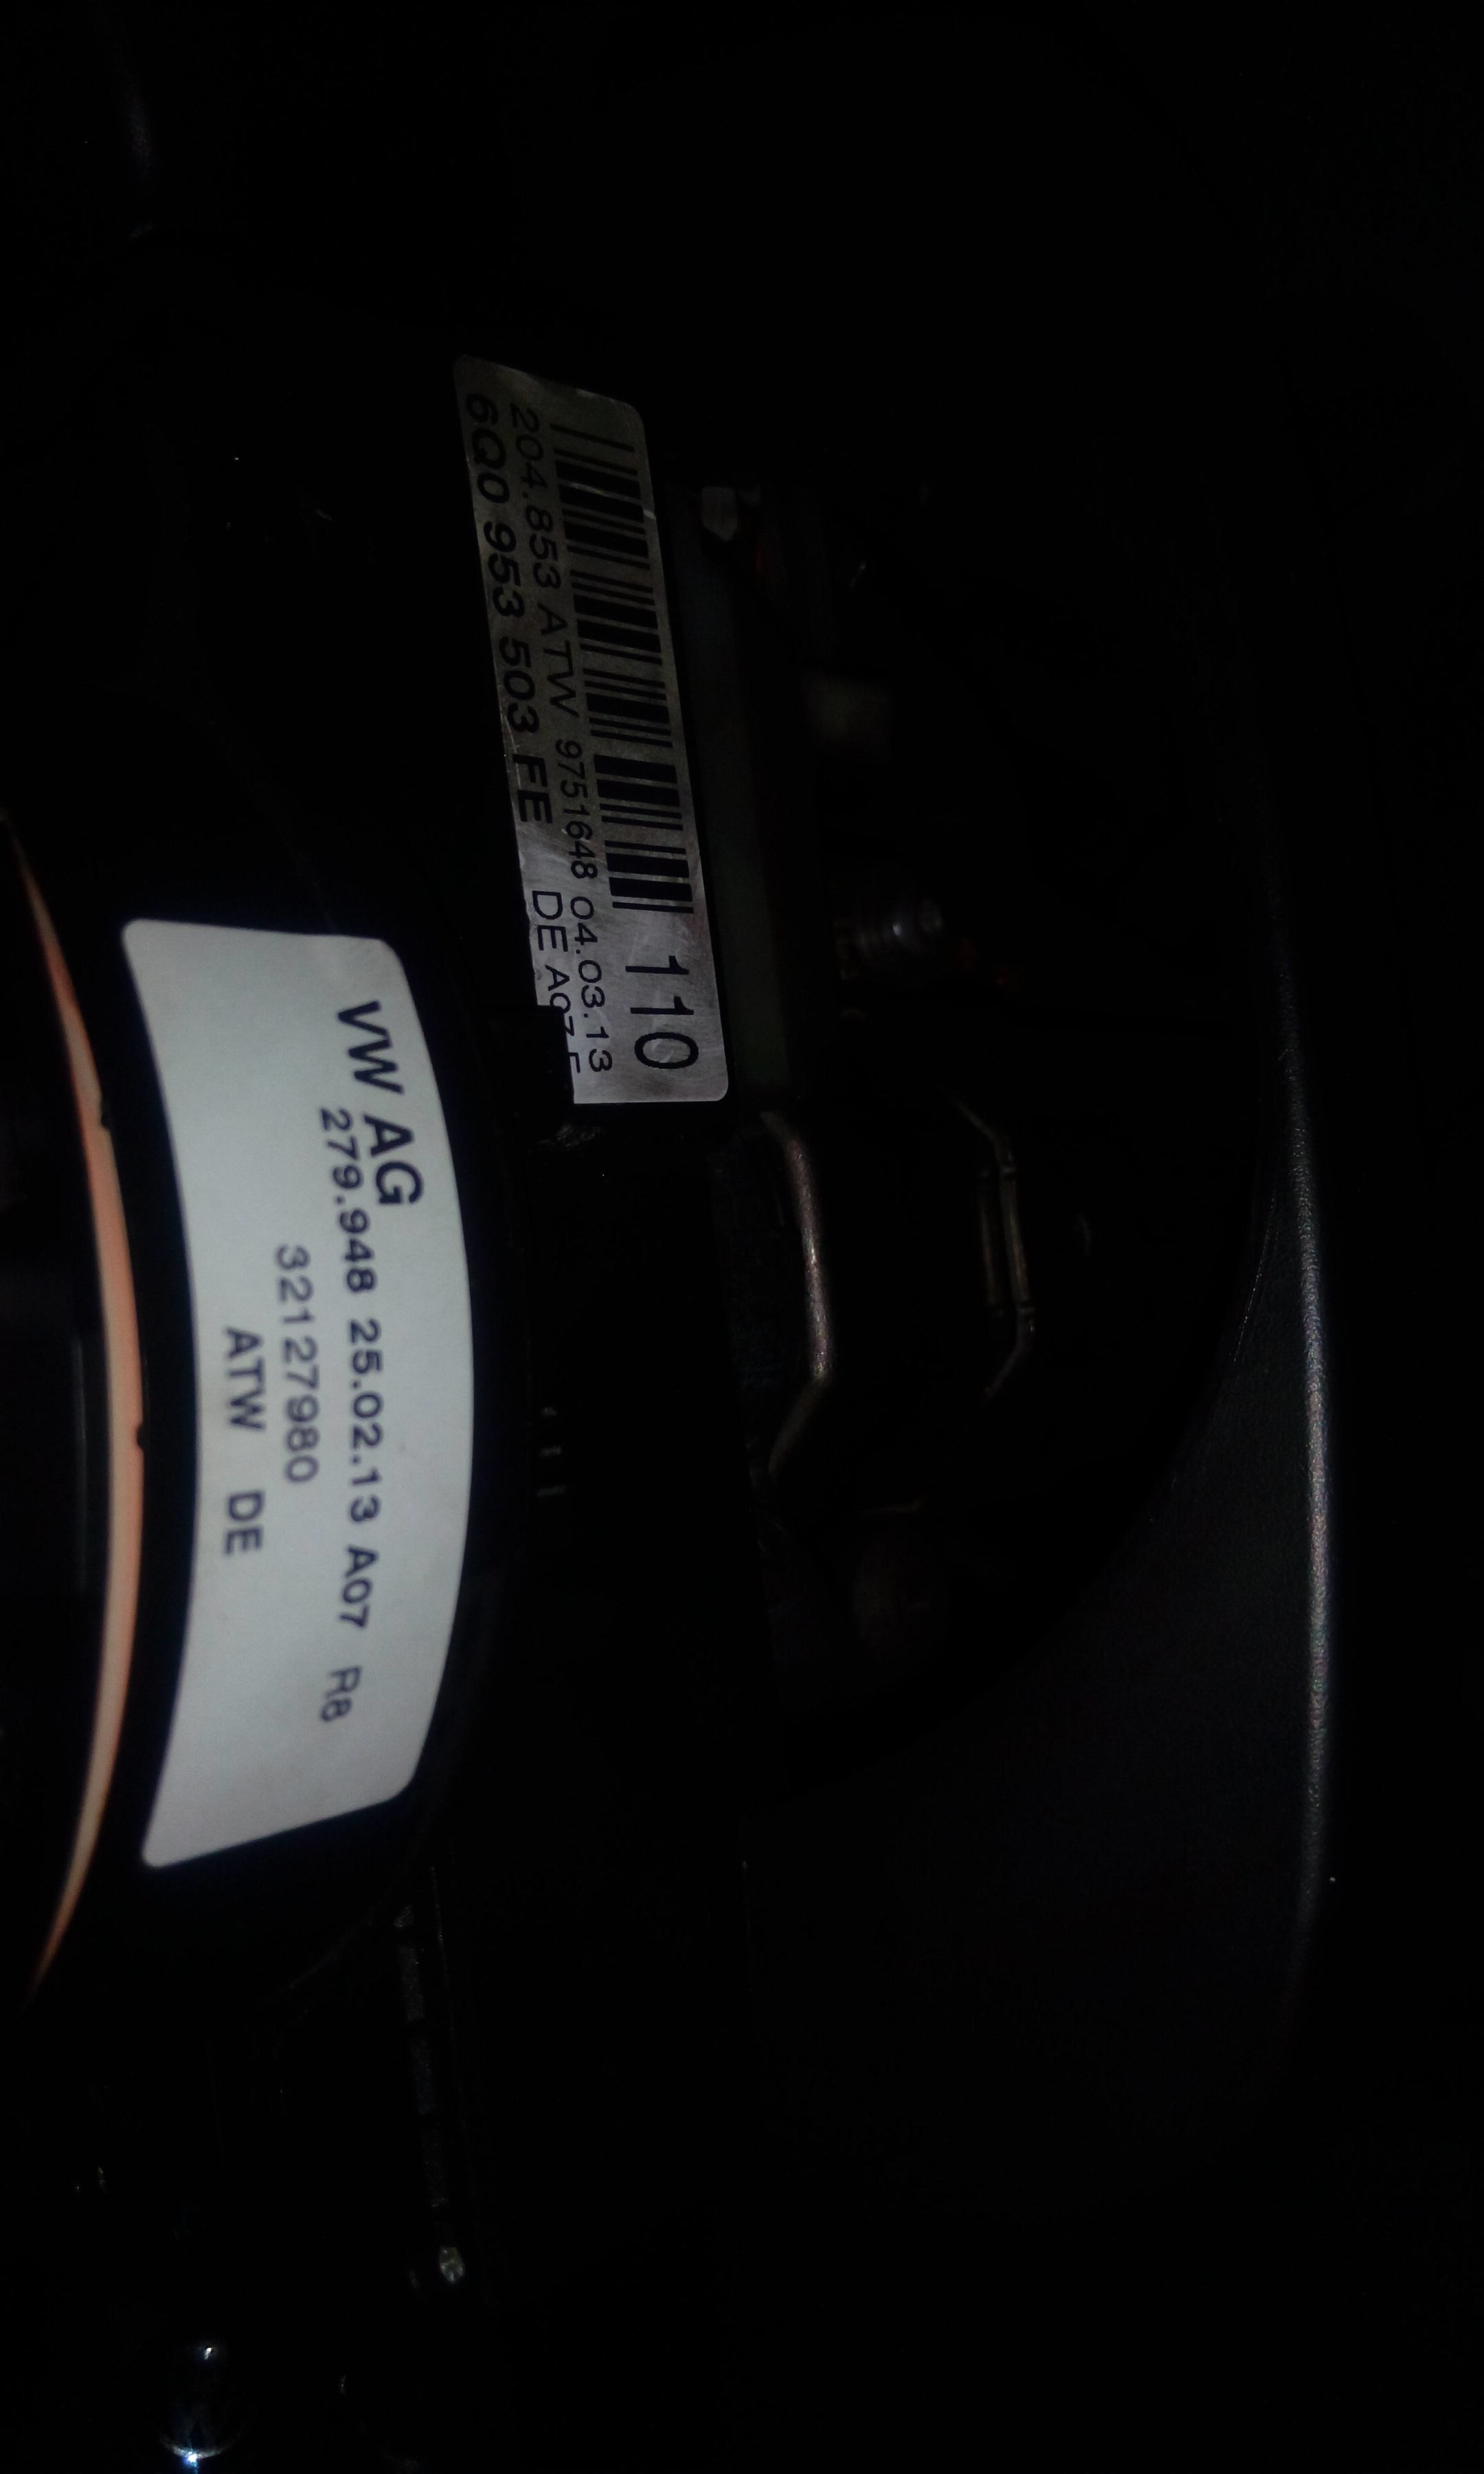 110
204.853 ATW 9751648 04.03.13
6Q0 953 503 FE DE A07
VW AG
279.948 25.02.13 A07 R8
32127980
ATW DE